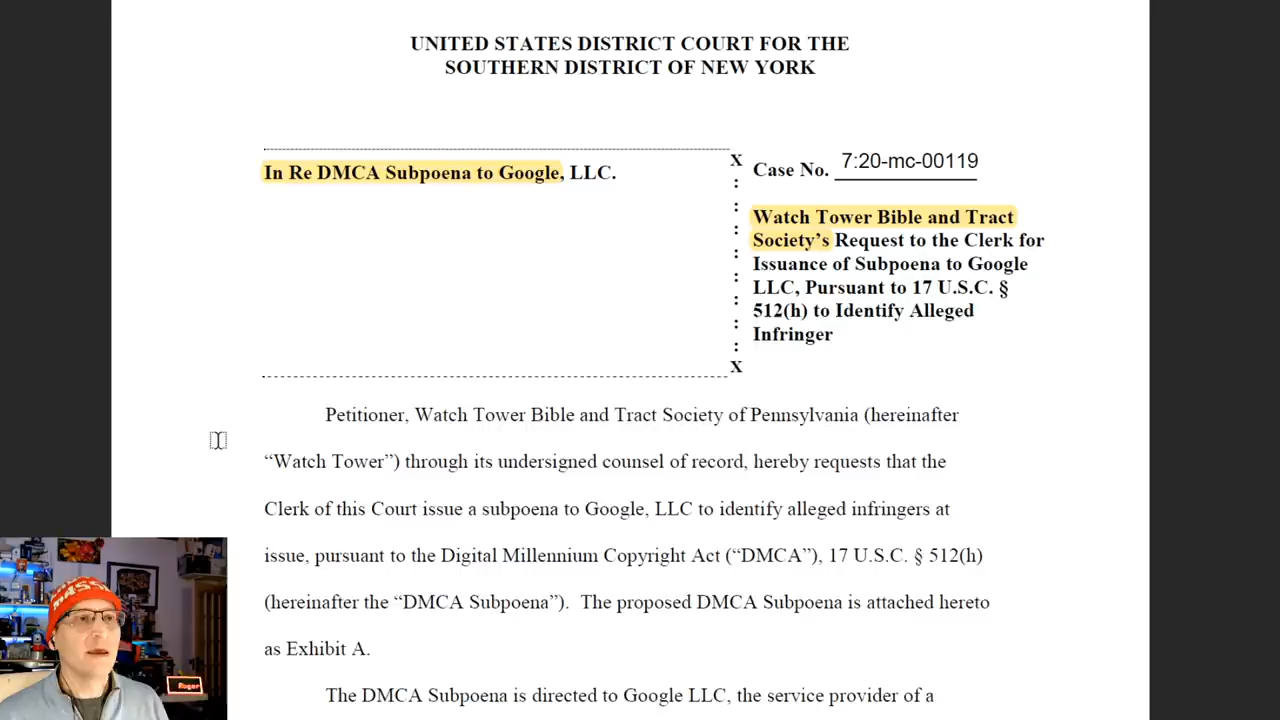 UNITED STATES DISTRICT COURT FOR THE
SOUTHERN DISTRICT OF NEW YORK
In Re DMCA Subpoena to Google, LLC.
X
Case No. 7:20-mc-00119
:
:
Watch Tower Bible and Tract
:
Society’s Request to the Clerk for
:
Issuance of Subpoena to Google
:
LLC, Pursuant to 17 U.S.C. §
:
512(h) to Identify Alleged
:
Infringer
:
X
Petitioner, Watch Tower Bible and Tract Society of Pennsylvania (hereinafter
“Watch Tower”) through its undersigned counsel of record, hereby requests that the
Clerk of this Court issue a subpoena to Google, LLC to identify alleged infringers at
issue, pursuant to the Digital Millennium Copyright Act (“DMCA”), 17 U.S.C. § 512(h)
(hereinafter the “DMCA Subpoena”). The proposed DMCA Subpoena is attached hereto
as Exhibit A.
The DMCA Subpoena is directed to Google LLC, the service provider of a
Ruger